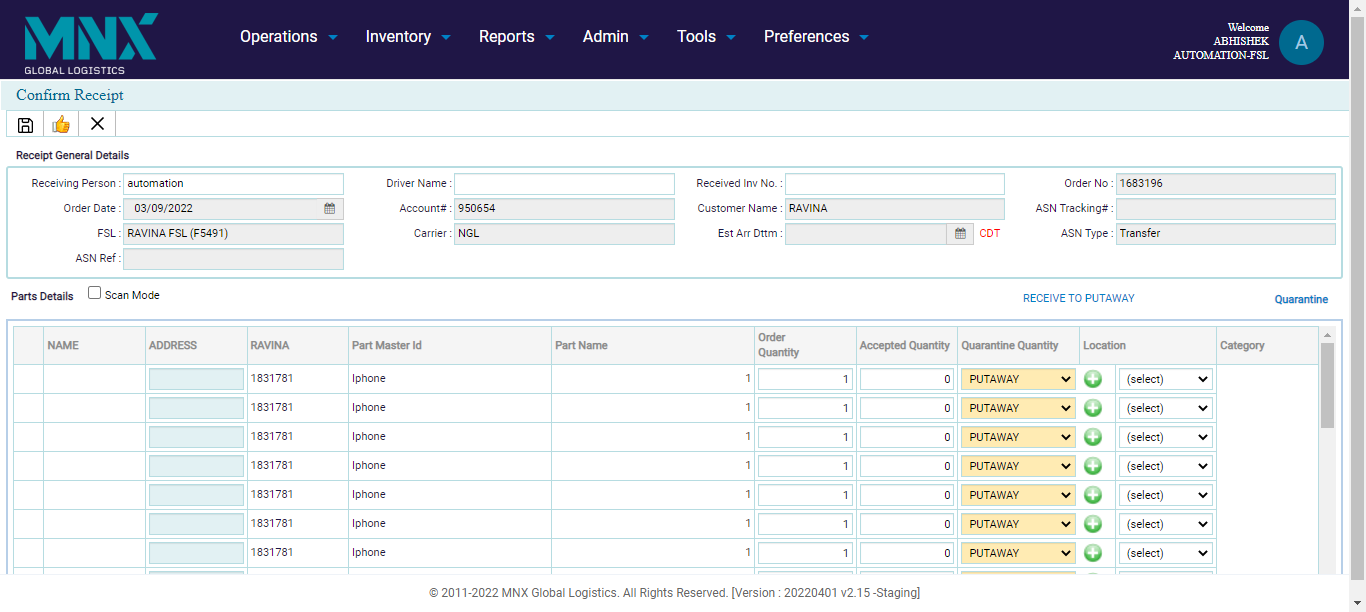 MNX
GLOBAL LOGISTICS
Operations Inventory Reports Admin Tools Preferences
Welcome
ABHISHEK
AUTOMATION-FSL
A
Confirm Receipt
Receipt General Details
Receiving Person : automation Driver Name : Received Inv No. : Order No : 1683196
Order Date : 03/09/2022 Account# : 950654 Customer Name : RAVINA ASN Tracking# :
FSL : RAVINA FSL (F5491) Carrier : NGL Est Arr Dttm : CDT ASN Type : Transfer
ASN Ref :
Parts Details Scan Mode RECEIVE TO PUTAWAY Quarantine
NAME ADDRESS RAVINA Part Master Id Part Name Order Quantity Accepted Quantity Quarantine Quantity Location Category
1831781 Iphone 1 1 0 PUTAWAY (select)
1831781 Iphone 1 1 0 PUTAWAY (select)
1831781 Iphone 1 1 0 PUTAWAY (select)
1831781 Iphone 1 1 0 PUTAWAY (select)
1831781 Iphone 1 1 0 PUTAWAY (select)
1831781 Iphone 1 1 0 PUTAWAY (select)
1831781 Iphone 1 1 0 PUTAWAY (select)
© 2011-2022 MNX Global Logistics. All Rights Reserved. [Version : 20220401 v2.15 -Staging]